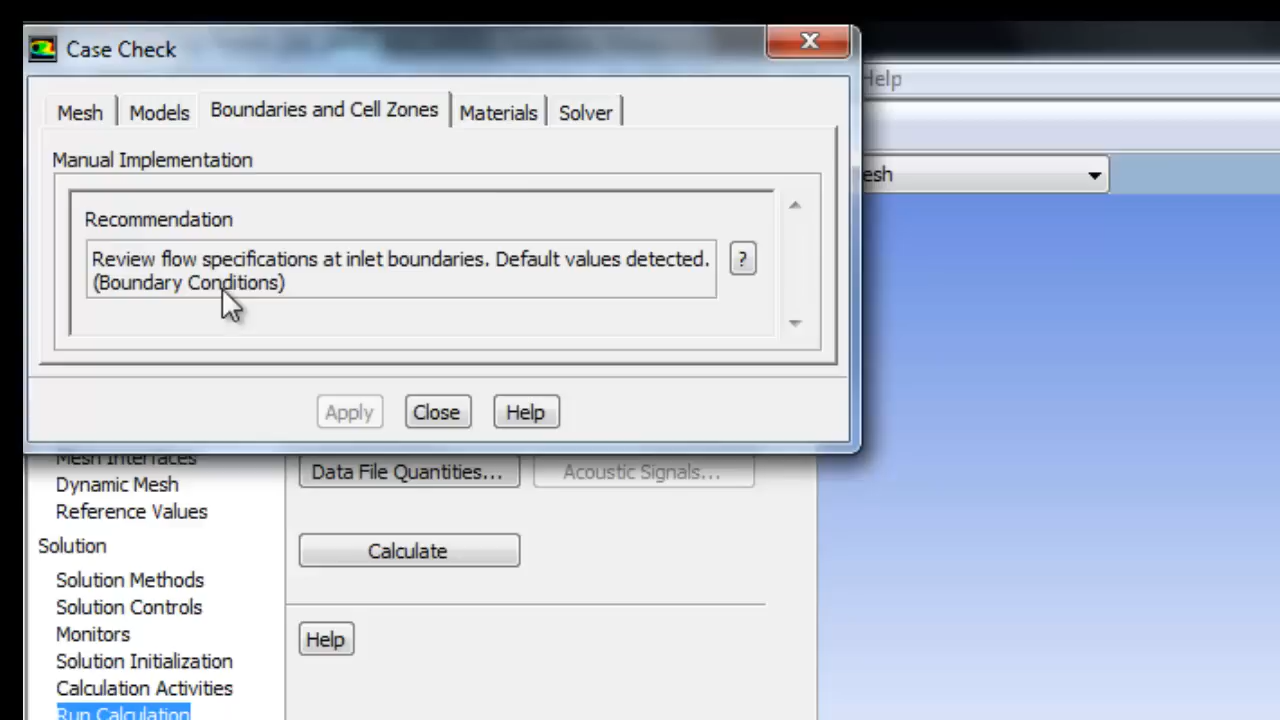 Case Check
Help
Mesh Models Boundaries and Cell Zones Materials Solver
Manual Implementation
esh
Recommendation
Review flow specifications at inlet boundaries. Default values detected.
(Boundary Conditions)
?
Apply Close Help
Mesh Interfaces
Dynamic Mesh
Reference Values
Solution
Solution Methods
Solution Controls
Monitors
Solution Initialization
Calculation Activities
Run Calculation
Data File Quantities... Acoustic Signals...
Calculate
Help